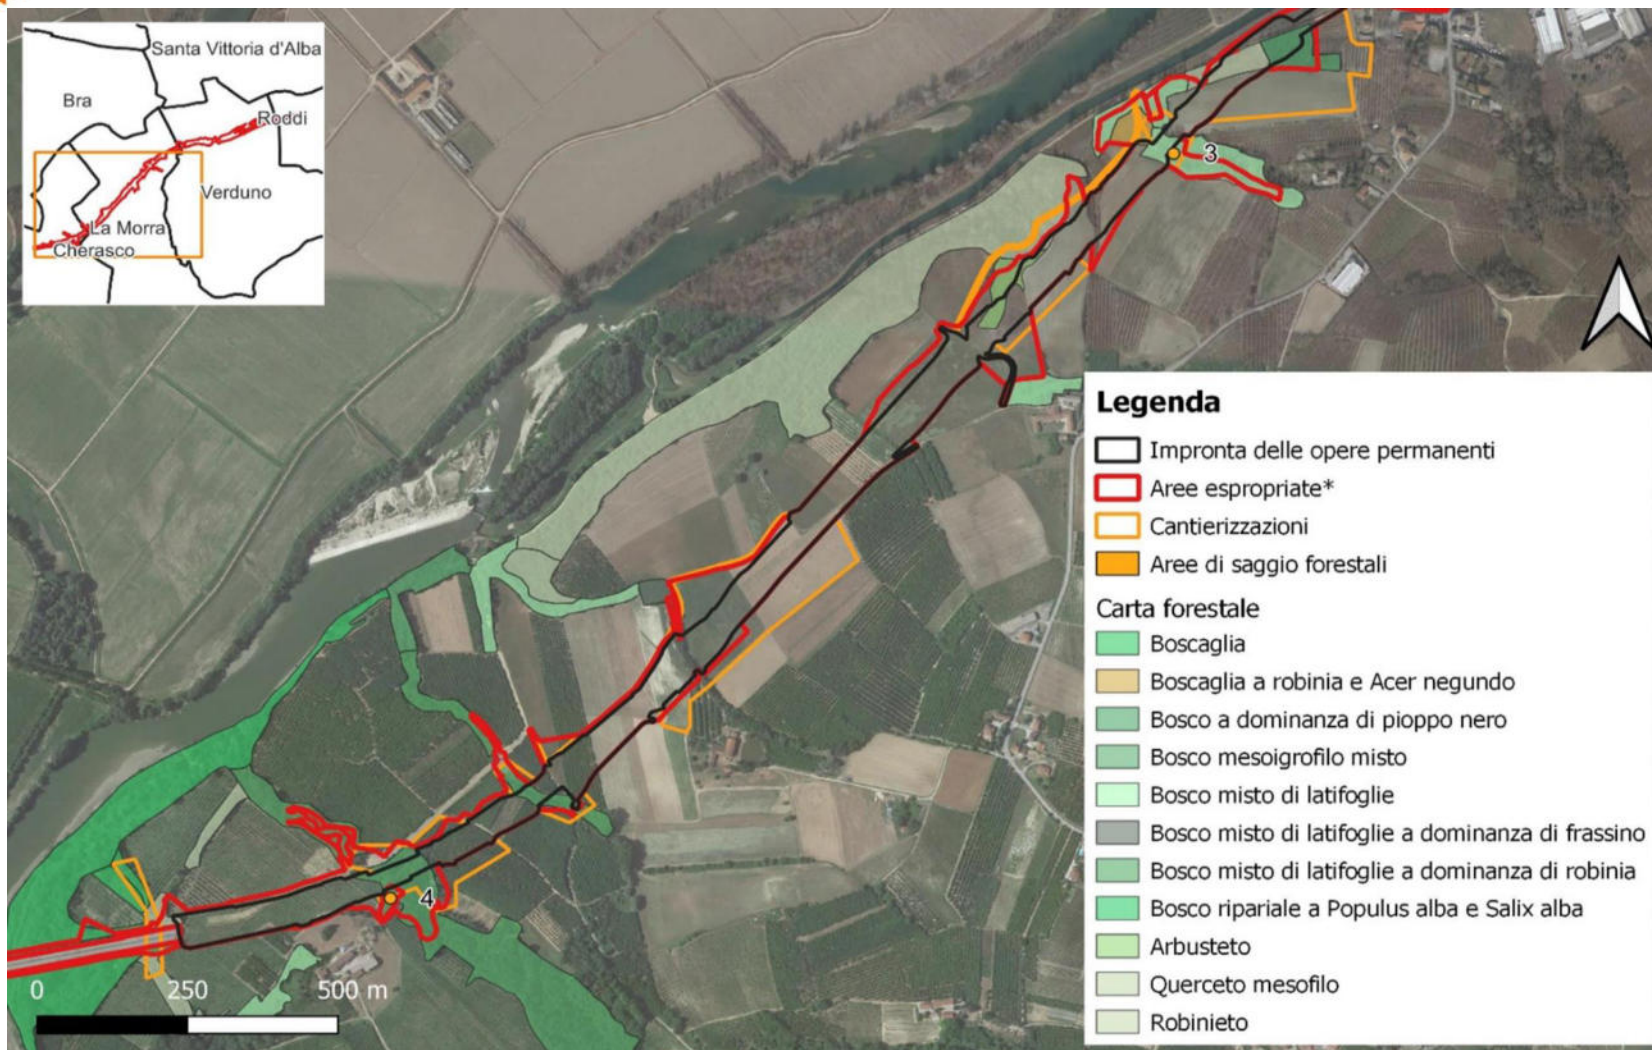 Santa Vittoria d'Alba
Bra
Roddi
Verduno
La Morra
Cherasco
3
4
0 250 500 m
Legenda
Impronta delle opere permanenti
Aree espropriate*
Cantierizzazioni
Aree di saggio forestali
Carta forestale
Boscaglia
Boscaglia a robinia e Acer negundo
Bosco a dominanza di pioppo nero
Bosco mesoigrofilo misto
Bosco misto di latifoglie
Bosco misto di latifoglie a dominanza di frassino
Bosco misto di latifoglie a dominanza di robinia
Bosco ripariale a Populus alba e Salix alba
Arbusteto
Querceto mesofilo
Robinieto